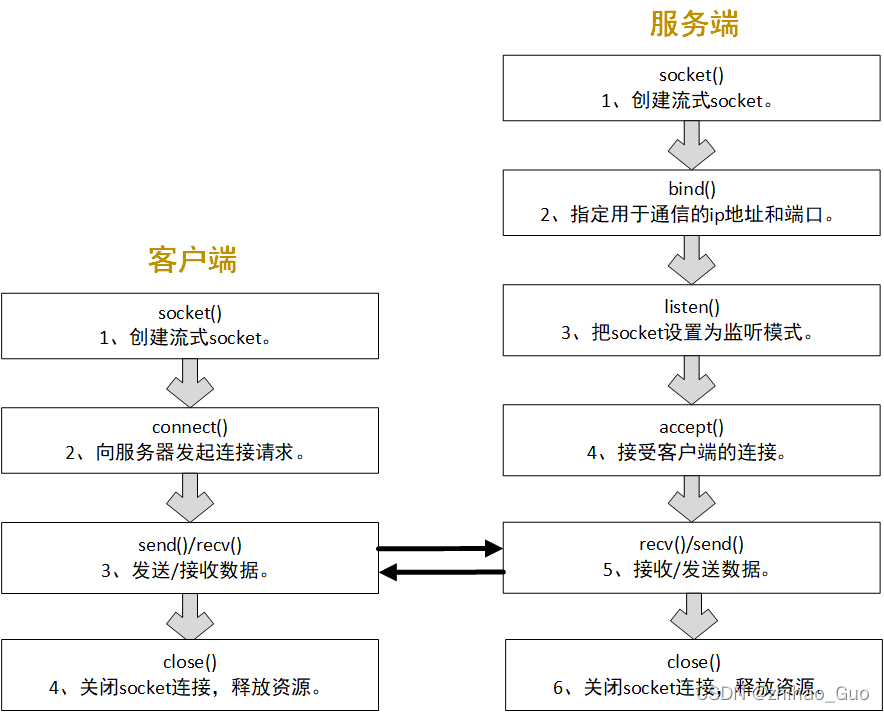 服务端
socket()
1、创建流式socket。
bind()
2、指定用于通信的ip地址和端口。
listen()
3、把socket设置为监听模式。
accept()
4、接受客户端的连接。
recv()/send()
5、接收/发送数据。
close()
6、关闭socket连接，释放资源。
客户端
socket()
1、创建流式socket。
connect()
2、向服务器发起连接请求。
send()/recv()
3、发送/接收数据。
close()
4、关闭socket连接，释放资源。
CSDN @zhihao_Guo